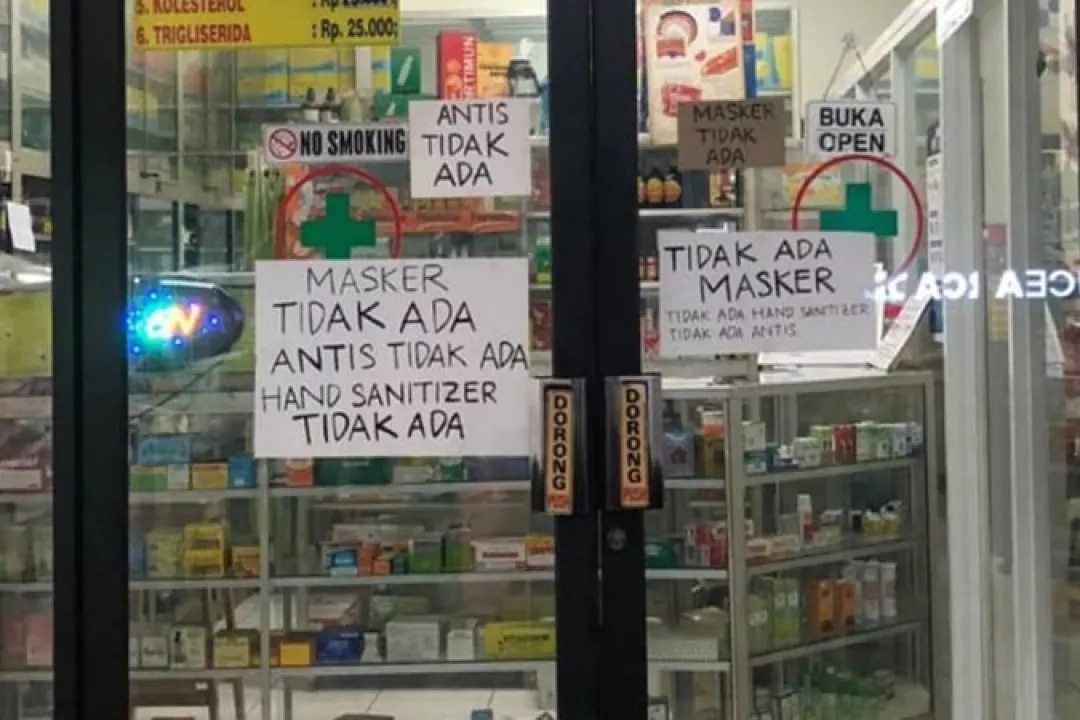 5. KOLESTEROL
6. TRIGLISERIDA : Rp. 25.000;
NO SMOKING
ANTIS
TIDAK
ADA
MASKER
TIDAK
ADA
BUKA
OPEN
MASKER
TIDAK ADA
ANTIS TIDAK ADA
HAND SANITIZER
TIDAK ADA
TIDAK ADA
MASKER
TIDAK ADA HAND SANITIZER
TIDAK ADA ANTIS
DORONG
PUSH
DORONG
PUSH